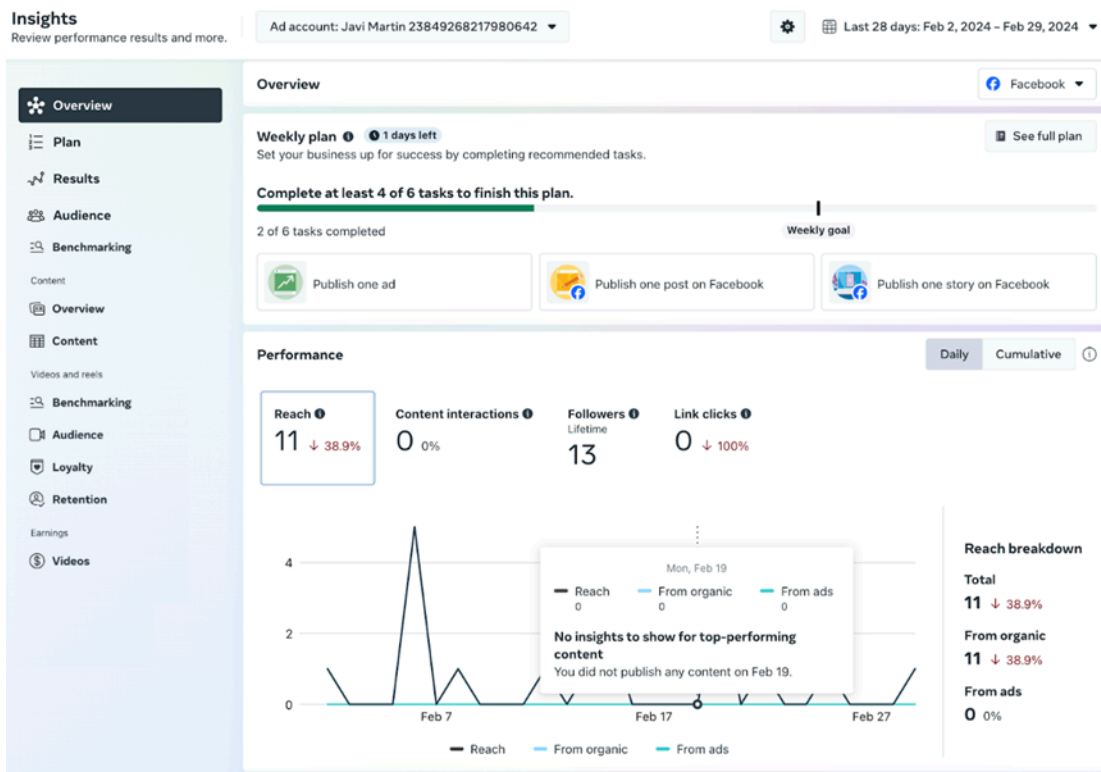 Insights
Review performance results and more.
Ad account: Javi Martin 23849268217980642
Last 28 days: Feb 2, 2024 – Feb 29, 2024
Overview
Plan
Results
Audience
Benchmarking
Content
Overview
Content
Videos and reels
Benchmarking
Audience
Loyalty
Retention
Earnings
Videos
Overview
Facebook
Weekly plan 1 days left
See full plan
Set your business up for success by completing recommended tasks.
Complete at least 4 of 6 tasks to finish this plan.
2 of 6 tasks completed
Weekly goal
Publish one ad
Publish one post on Facebook
Publish one story on Facebook
Performance
Daily Cumulative
Reach
11 ↓ 38.9%
Content interactions
0 0%
Followers
Lifetime
13
Link clicks
0 ↓ 100%
4
2
0
Mon, Feb 19
Reach From organic From ads
0 0 0
No insights to show for top-performing
content
You did not publish any content on Feb 19.
Feb 7 Feb 17 Feb 27
Reach From organic From ads
Reach breakdown
Total
11 ↓ 38.9%
From organic
11 ↓ 38.9%
From ads
0 0%